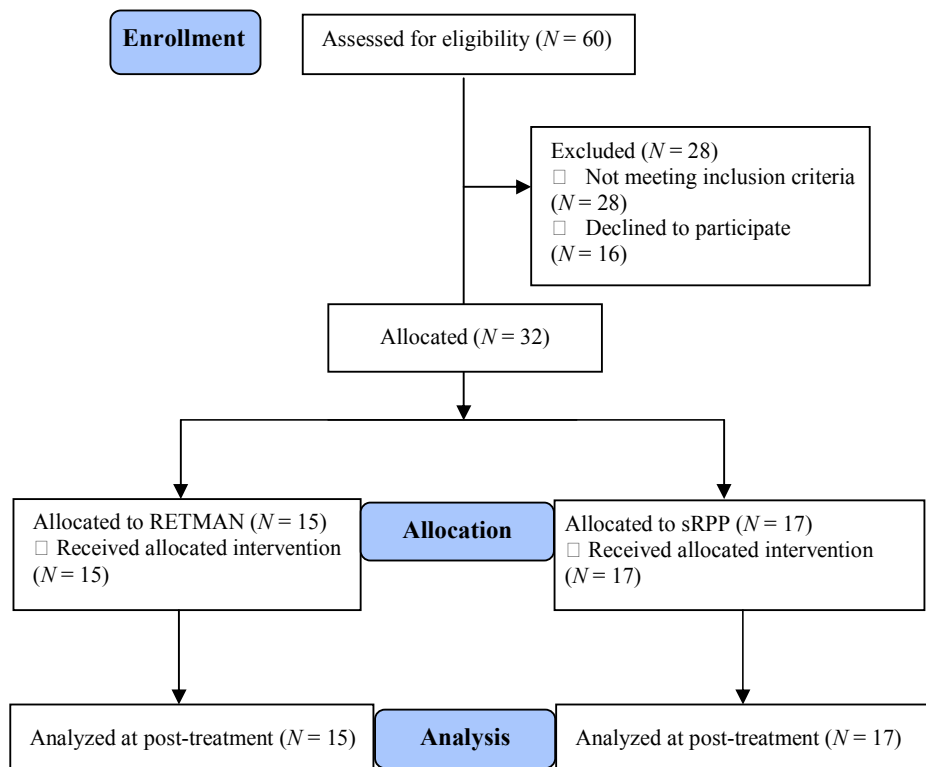 Enrollment
Assessed for eligibility (N = 60)
Excluded (N = 28)
□ Not meeting inclusion criteria
(N = 28)
□ Declined to participate
(N = 16)
Allocated (N = 32)
Allocated to RETMAN (N = 15)
□ Received allocated intervention
(N = 15)
Allocation
Allocated to sRPP (N = 17)
□ Received allocated intervention
(N = 17)
Analyzed at post-treatment (N = 15)
Analysis
Analyzed at post-treatment (N = 17)